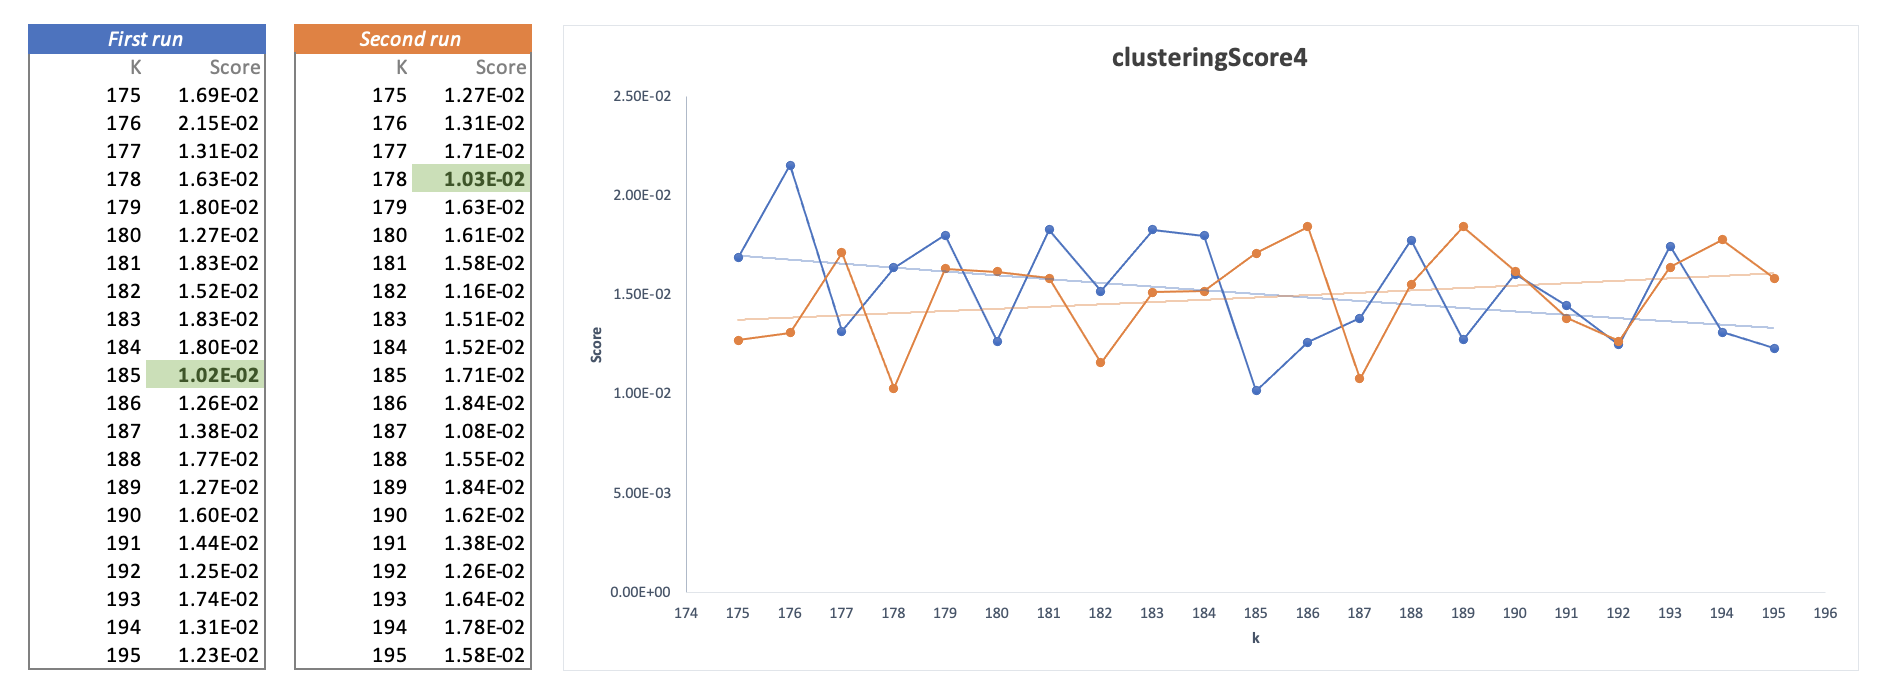 First run
K Score
175 1.69E-02
176 2.15E-02
177 1.31E-02
178 1.63E-02
179 1.80E-02
180 1.27E-02
181 1.83E-02
182 1.52E-02
183 1.83E-02
184 1.80E-02
185 1.02E-02
186 1.26E-02
187 1.38E-02
188 1.77E-02
189 1.27E-02
190 1.60E-02
191 1.44E-02
192 1.25E-02
193 1.74E-02
194 1.31E-02
195 1.23E-02
Second run
K Score
175 1.27E-02
176 1.31E-02
177 1.71E-02
178 1.03E-02
179 1.63E-02
180 1.61E-02
181 1.58E-02
182 1.16E-02
183 1.51E-02
184 1.52E-02
185 1.71E-02
186 1.84E-02
187 1.08E-02
188 1.55E-02
189 1.84E-02
190 1.62E-02
191 1.38E-02
192 1.26E-02
193 1.64E-02
194 1.78E-02
195 1.58E-02
clusteringScore4
2.50E-02
2.00E-02
1.50E-02
1.00E-02
5.00E-03
0.00E+00
Score
174 175 176 177 178 179 180 181 182 183 184 185 186 187 188 189 190 191 192 193 194 195 196
k